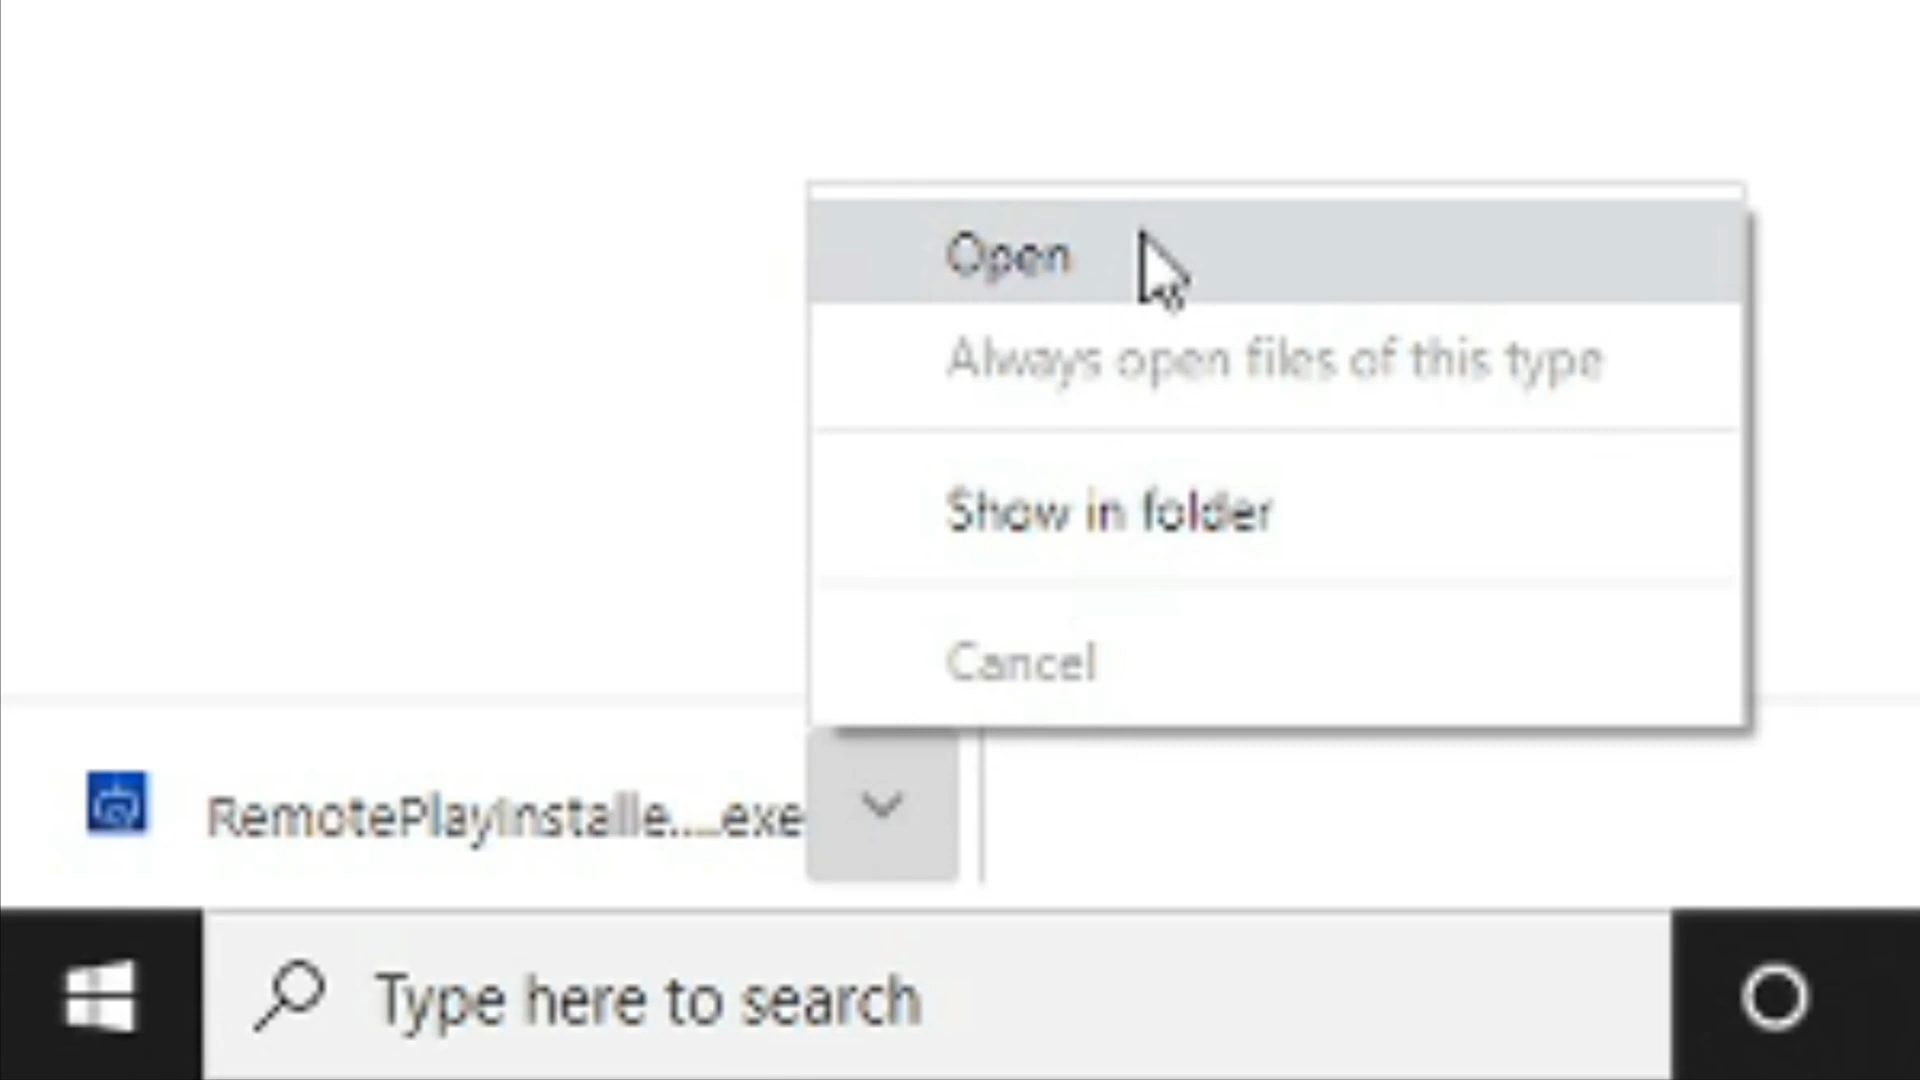 Open
Always open files of this type
Show in folder
Cancel
RemotePlayInstalle....exe
Type here to search